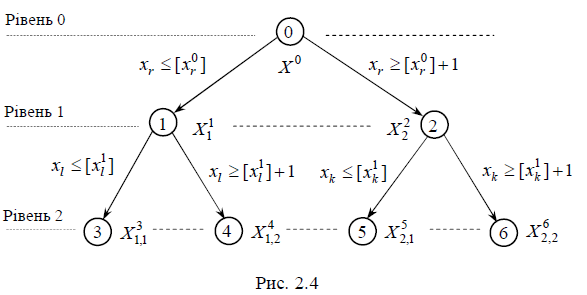 Рівень 0
0
x_r ≤ [x_r^0]
X^0
x_r ≥ [x_r^0]+1
Рівень 1
1
X_1^1
X_2^2
2
x_l ≤ [x_l^1]
x_l ≥ [x_l^1]+1
x_k ≤ [x_k^1]
x_k ≥ [x_k^1]+1
Рівень 2
3
X_{1,1}^3
4
X_{1,2}^4
5
X_{2,1}^5
6
X_{2,2}^6
Рис. 2.4